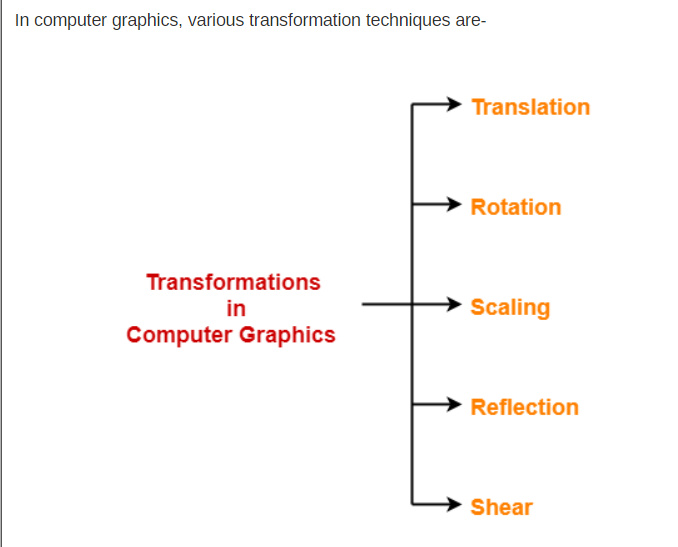 In computer graphics, various transformation techniques are-
Translation
Rotation
Transformations
in
Computer Graphics
Scaling
Reflection
Shear